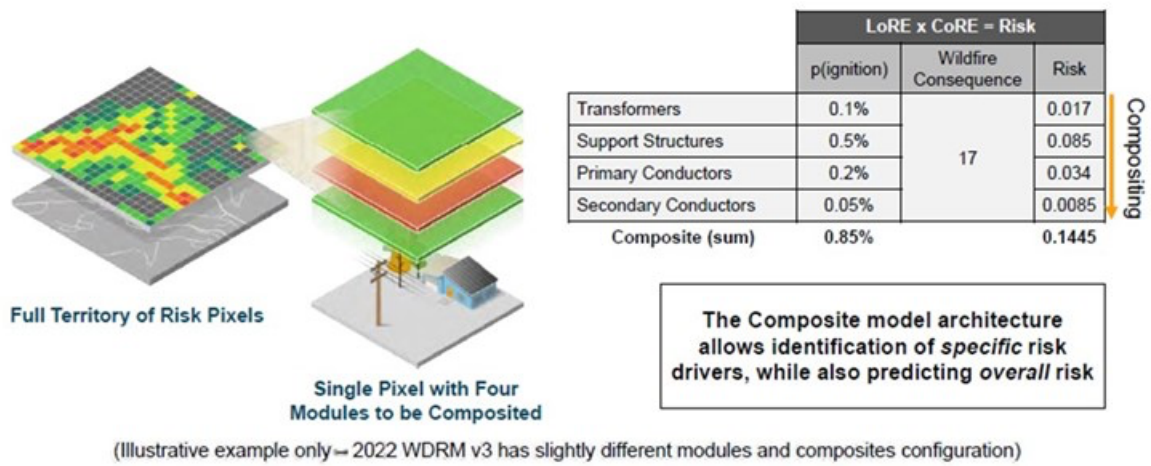 LoRE x CoRE = Risk
p(ignition) Wildfire Consequence Risk
Transformers 0.1% 0.017
Support Structures 0.5% 0.085
17
Primary Conductors 0.2% 0.034
Secondary Conductors 0.05% 0.0085
Composite (sum) 0.85% 0.1445
Compositing
Full Territory of Risk Pixels
Single Pixel with Four
Modules to be Composited
The Composite model architecture
allows identification of specific risk
drivers, while also predicting overall risk
(Illustrative example only – 2022 WDRM v3 has slightly different modules and composites configuration)